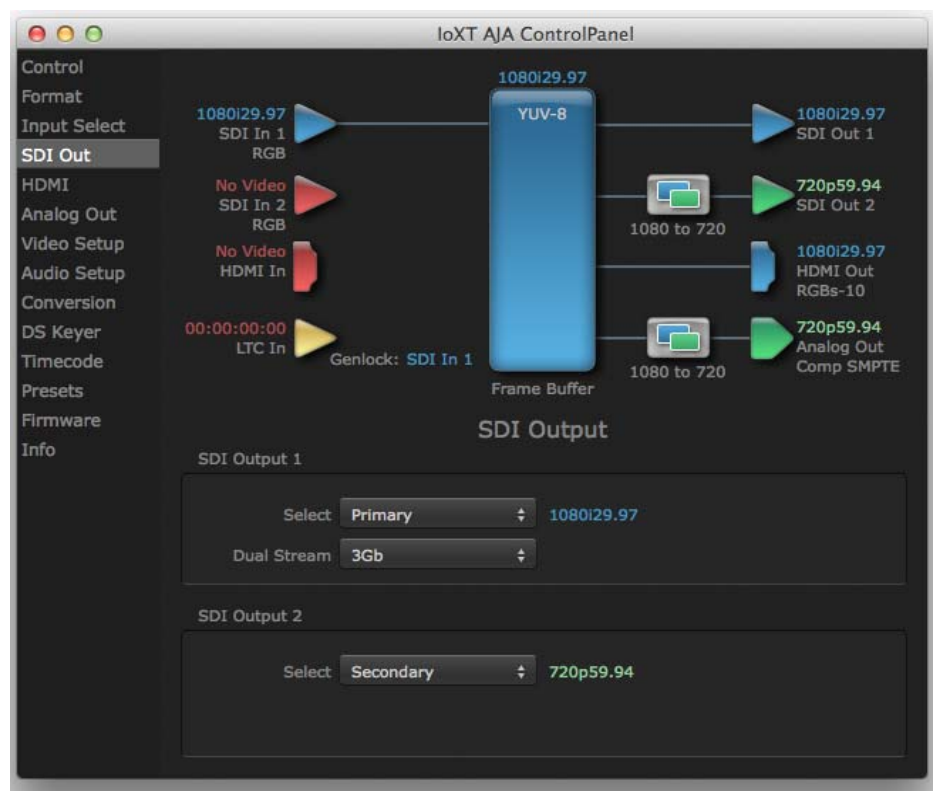 IoXT AJA ControlPanel
Control
Format
Input Select
SDI Out
HDMI
Analog Out
Video Setup
Audio Setup
Conversion
DS Keyer
Timecode
Presets
Firmware
Info
1080i29.97
YUV-8
1080i29.97
SDI In 1
RGB
No Video
SDI In 2
RGB
No Video
HDMI In
00:00:00:00
LTC In
Genlock: SDI In 1
Frame Buffer
1080i29.97
SDI Out 1
1080 to 720
720p59.94
SDI Out 2
1080i29.97
HDMI Out
RGBs-10
1080 to 720
720p59.94
Analog Out
Comp SMPTE
SDI Output
SDI Output 1
Select Primary 1080i29.97
Dual Stream 3Gb
SDI Output 2
Select Secondary 720p59.94